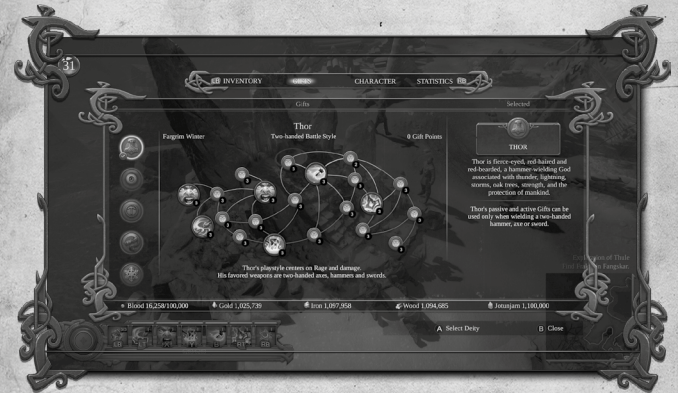 31
INVENTORY
CHARACTER
STATISTICS
Gifts
Selected
Thor
Fargrim Winter
Two-handed Battle Style
0 Gift Points
THOR
Thor is fierce-eyed, red-haired and
red-bearded, a hammer-wielding God
associated with thunder, lightning,
storms, oak trees, strength, and the
protection of mankind.
Thor's passive and active Gifts can be
used only when wielding a two-handed
hammer, axe or sword.
Thor's playstyle centers on Rage and damage.
His favored weapons are two-handed axes, hammers and swords.
Blood 16,258/100,000
Gold 1,025,739
Iron 1,097,958
Wood 1,094,685
Jotunjam 1,100,000
A Select Deity
B Close